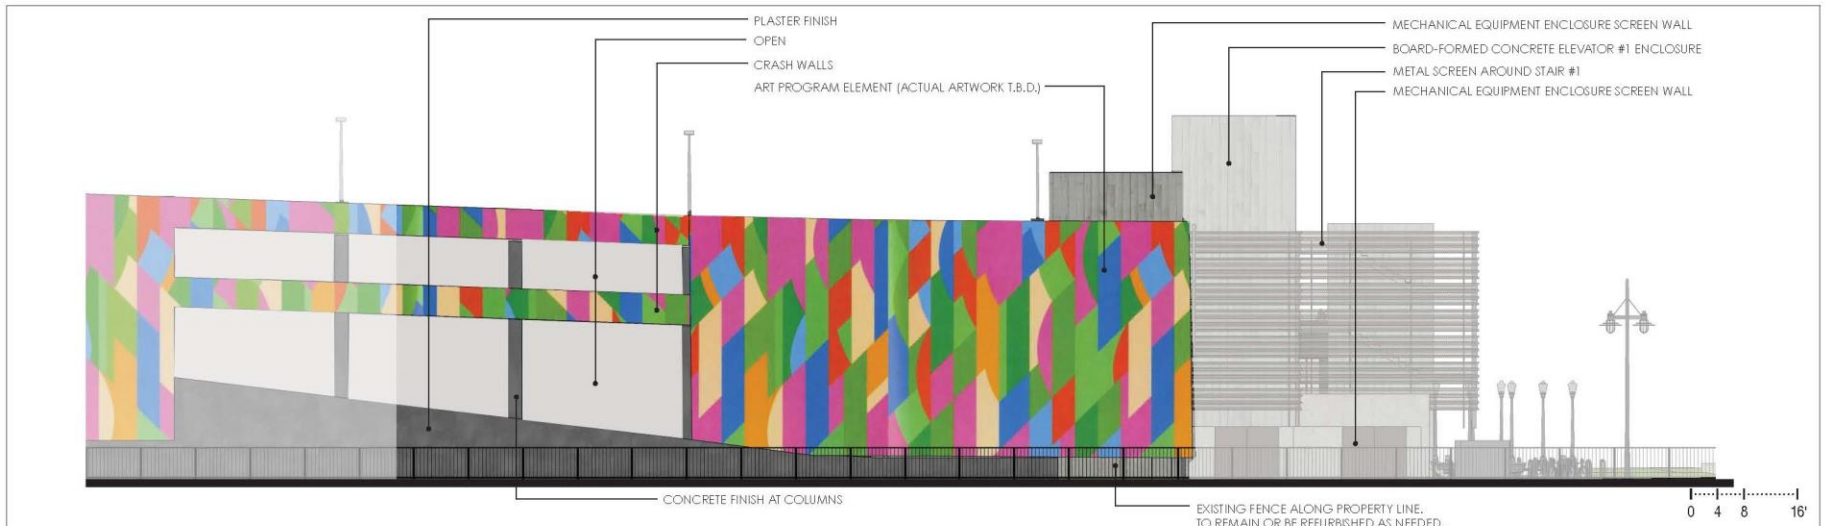 PLASTER FINISH
OPEN
CRASH WALLS
ART PROGRAM ELEMENT (ACTUAL ARTWORK T.B.D.)
MECHANICAL EQUIPMENT ENCLOSURE SCREEN WALL
BOARD-FORMED CONCRETE ELEVATOR #1 ENCLOSURE
METAL SCREEN AROUND STAIR #1
MECHANICAL EQUIPMENT ENCLOSURE SCREEN WALL
CONCRETE FINISH AT COLUMNS
EXISTING FENCE ALONG PROPERTY LINE.
TO REMAIN OR BE REFURBISHED AS NEEDED
0 4 8 16'